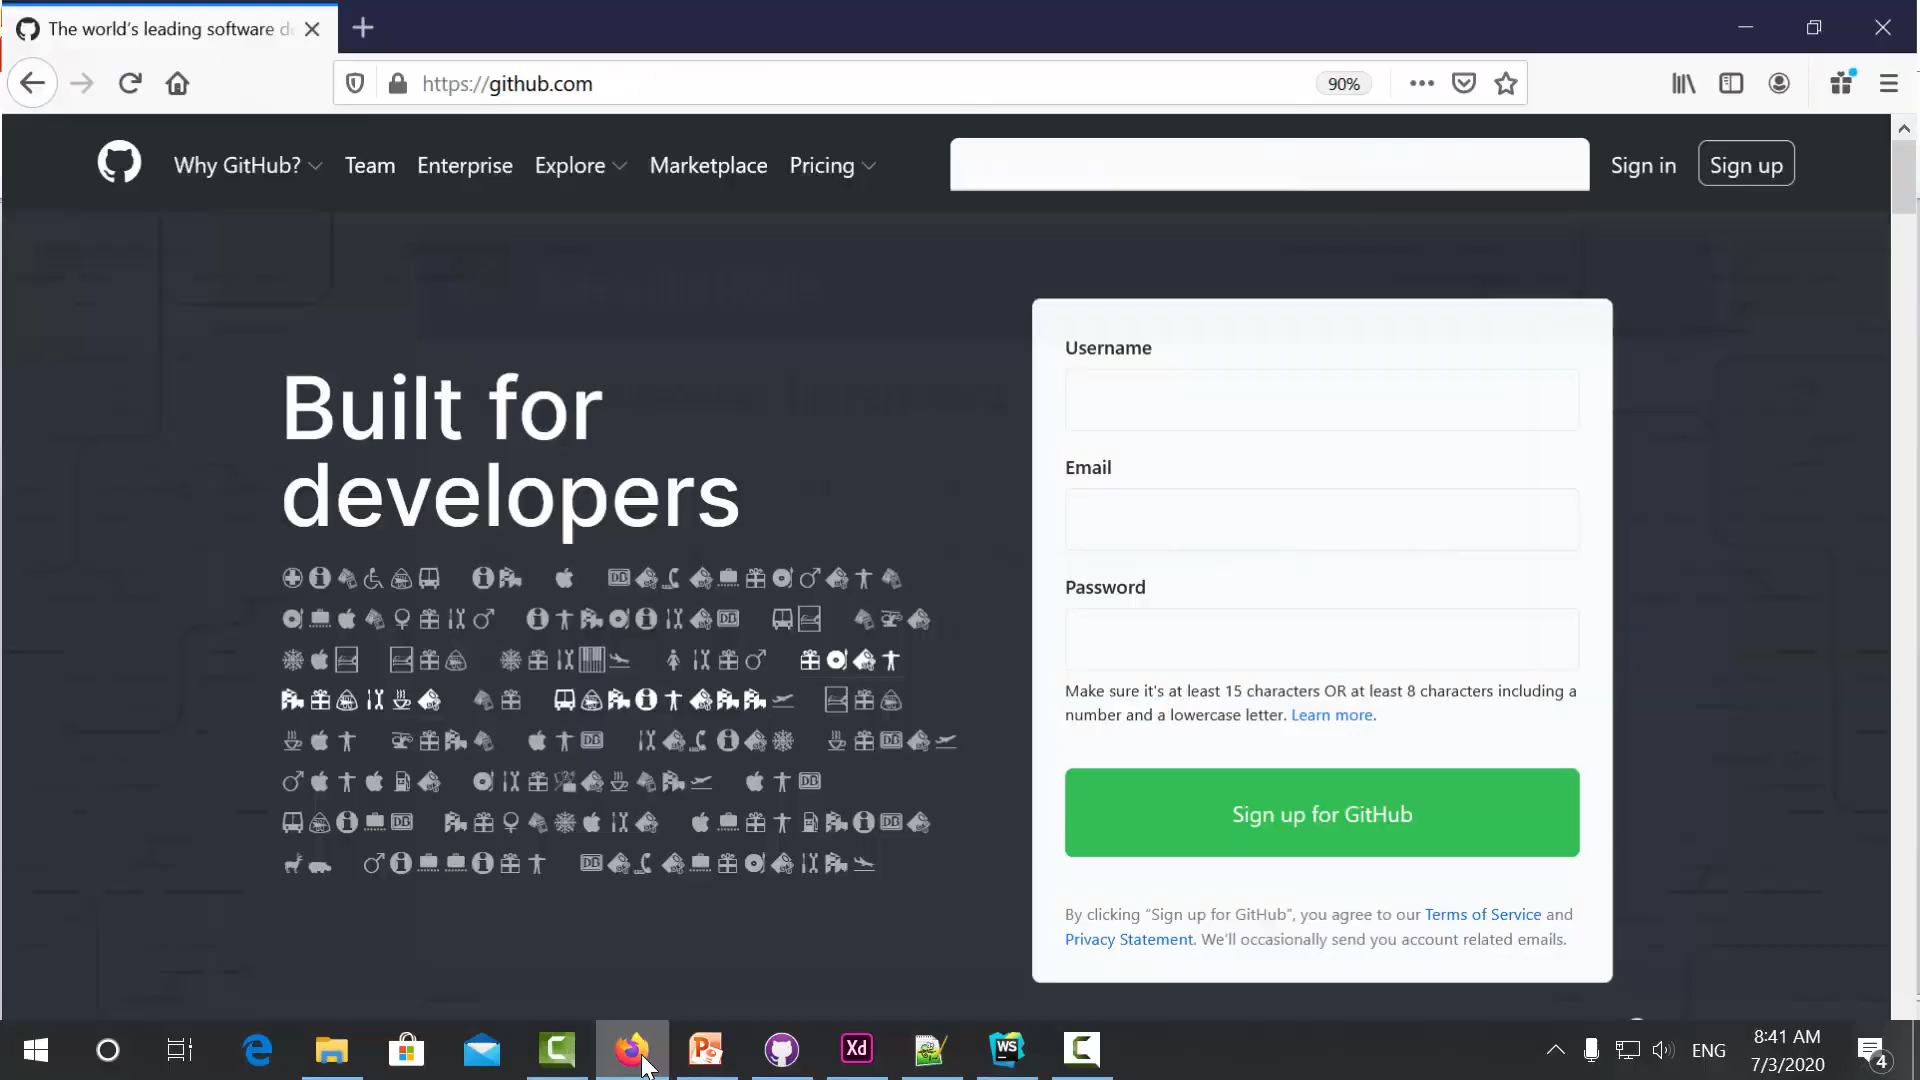 The world's leading software d
https://github.com
90%
Why GitHub?
Team
Enterprise
Explore
Marketplace
Pricing
Sign in
Sign up
Built for
developers
Username
Email
Password
Make sure it's at least 15 characters OR at least 8 characters including a
number and a lowercase letter. Learn more.
Sign up for GitHub
By clicking “Sign up for GitHub”, you agree to our Terms of Service and
Privacy Statement. We’ll occasionally send you account related emails.
Xd
WS
ENG
8:41 AM
7/3/2020
4